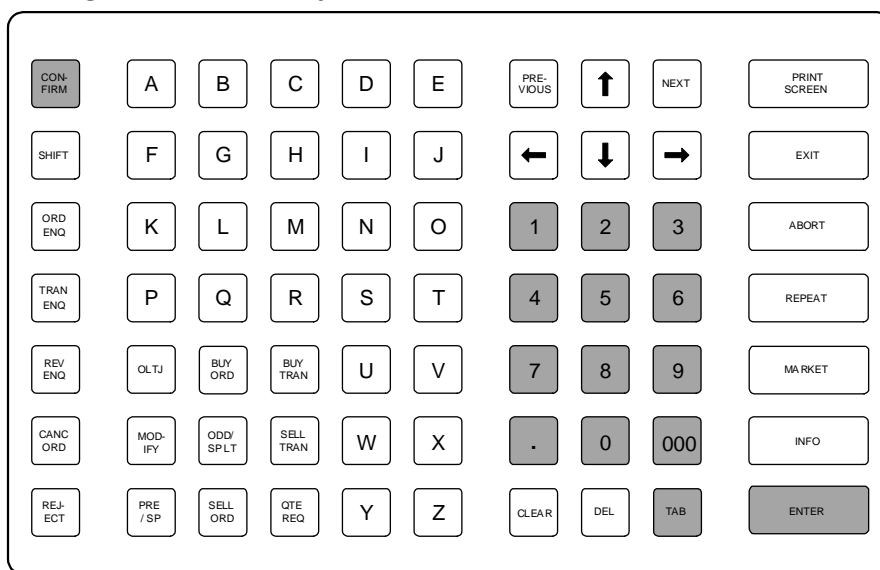 CON-
FIRM
A B C D E
PRE-
VIOUS
NEXT
PRINT
SCREEN
SHIFT
F G H I J
EXIT
ORD
ENQ
K L M N O
1 2 3
ABORT
TRAN
ENQ
P Q R S T
4 5 6
REPEAT
REV
ENQ
OLTJ
BUY
ORD
BUY
TRAN
U V
7 8 9
MARKET
CANC
ORD
MOD-
IFY
ODD/
SPLT
SELL
TRAN
W X
. 0 000
INFO
REJ-
ECT
PRE
/ SP
SELL
ORD
QTE
REQ
Y Z
CLEAR
DEL
TAB
ENTER